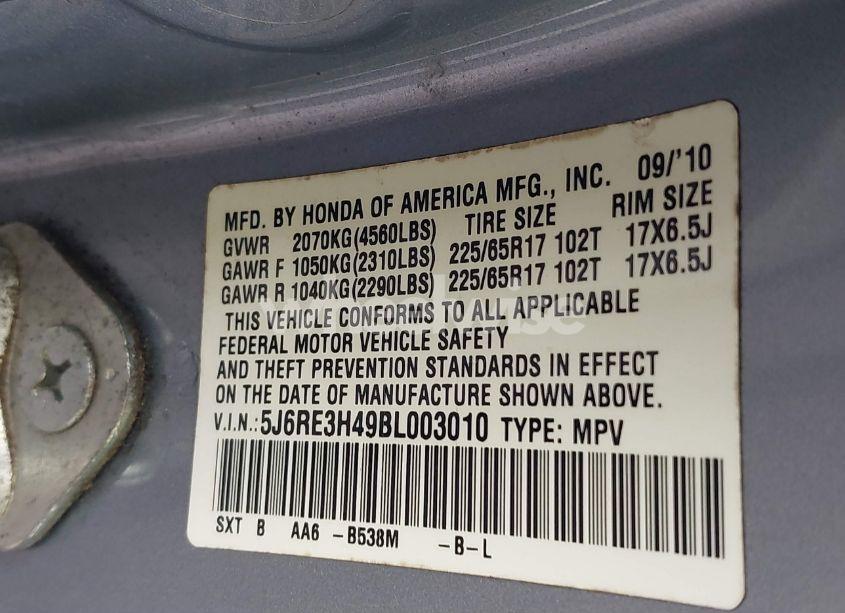 MFD. BY HONDA OF AMERICA MFG., INC. 09/'10
GVWR 2070KG(4560LBS) TIRE SIZE RIM SIZE
GAWR F 1050KG(2310LBS) 225/65R17 102T 17X6.5J
GAWR R 1040KG(2290LBS) 225/65R17 102T 17X6.5J
THIS VEHICLE CONFORMS TO ALL APPLICABLE
FEDERAL MOTOR VEHICLE SAFETY
AND THEFT PREVENTION STANDARDS IN EFFECT
ON THE DATE OF MANUFACTURE SHOWN ABOVE.
V.I.N.: 5J6RE3H49BL003010 TYPE: MPV
SXT B AA6 -B538M -B-L